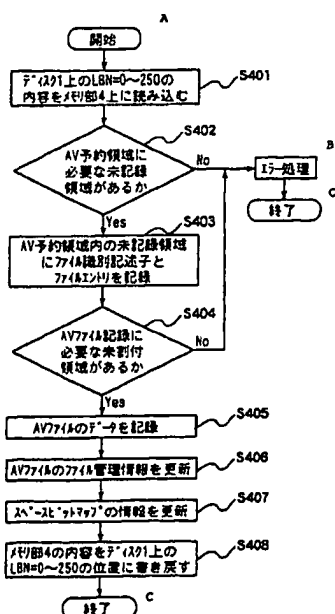 A
開始
ディスク1上のLBN=0～250の
内容をメモリ部4上に読み込む
S401
S402
AV予約領域に
必要な未記録
領域があるか
No
B
エラー処理
C
終了
Yes
S403
AV予約領域内の未記録領域
にファイル識別記述子と
ファイルエントリを記録
S404
AVファイル記録に
必要な未割付
領域があるか
No
Yes
AVファイルのデータを記録
S405
AVファイルのファイル管理情報を更新
S406
スペースビットマップの情報を更新
S407
メモリ部4の内容をディスク1上の
LBN=0～250の位置に書き戻す
S408
終了
C